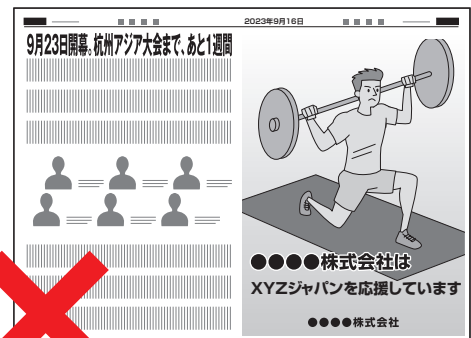 2023年9月16日
9月23日開幕。杭州アジア大会まで、あと1週間
●●●●株式会社は
XYZジャパンを応援しています
●●●●株式会社